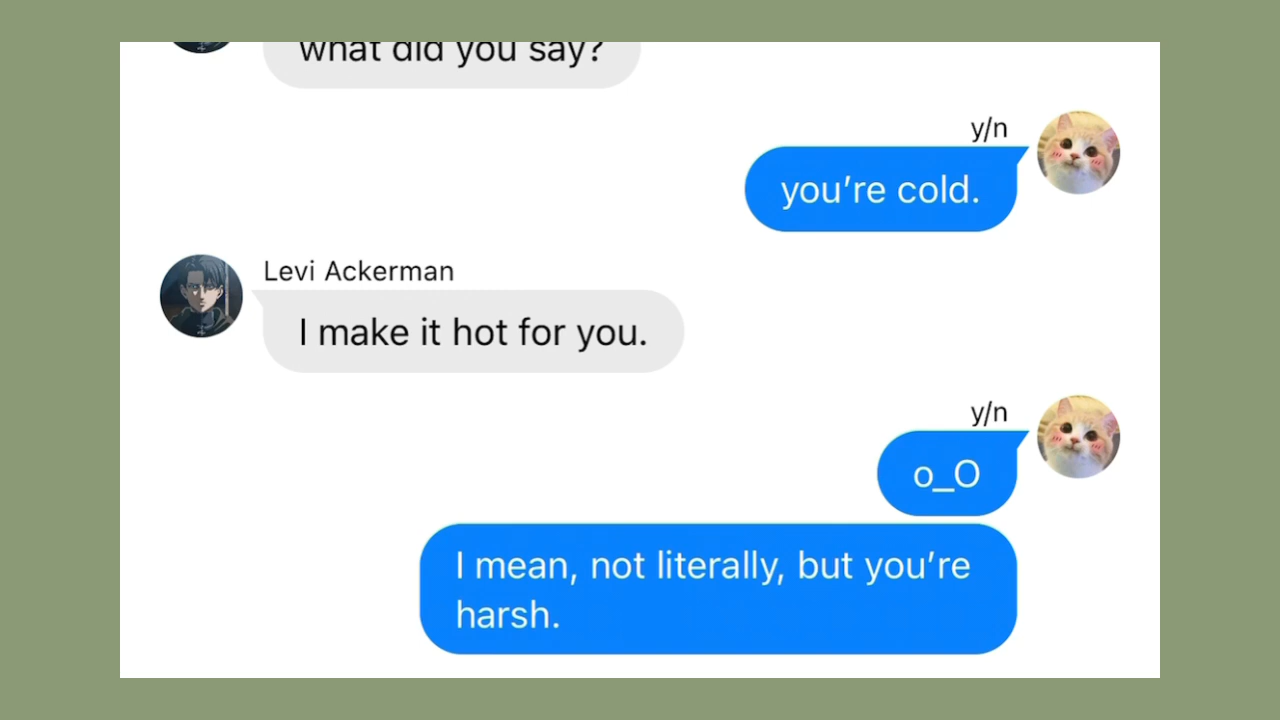 what did you say?
y/n
you’re cold.
Levi Ackerman
I make it hot for you.
y/n
o_O
I mean, not literally, but you’re
harsh.